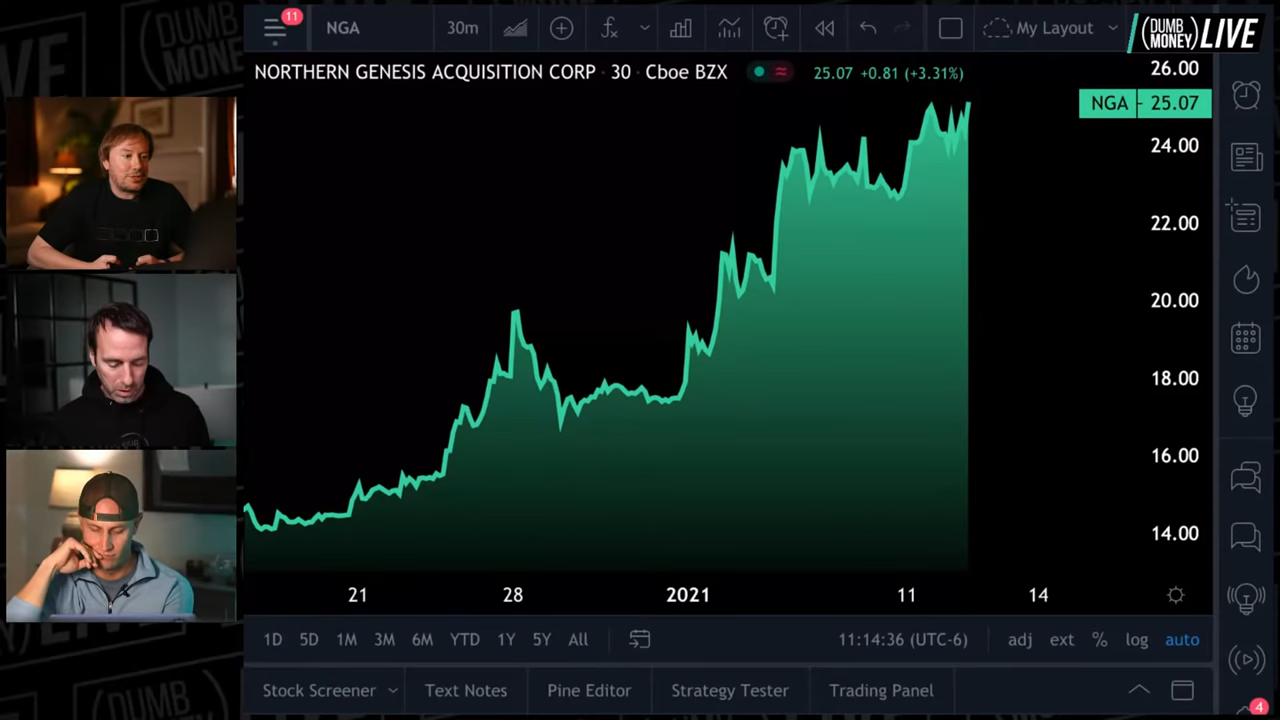 11
NGA
30m
My Layout
(DUMB MONEY) LIVE
NORTHERN GENESIS ACQUISITION CORP · 30 · Cboe BZX
25.07 +0.81 (+3.31%)
26.00
NGA - 25.07
24.00
22.00
20.00
18.00
16.00
14.00
21
28
2021
11
14
1D
5D
1M
3M
6M
YTD
1Y
5Y
All
11:14:36 (UTC-6)
adj
ext
%
log
auto
Stock Screener
Text Notes
Pine Editor
Strategy Tester
Trading Panel
4
DUMB